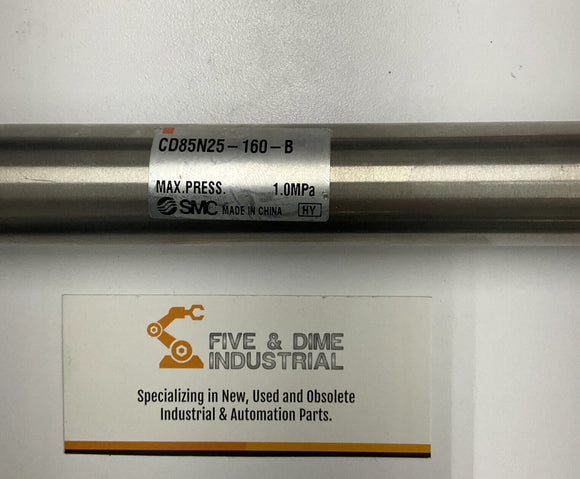 CD85N25-160-B
MAX.PRESS. 1.0MPa
SMC MADE IN CHINA HY
FIVE & DIME
INDUSTRIAL
Specializing in New, Used and Obsolete
Industrial & Automation Parts.